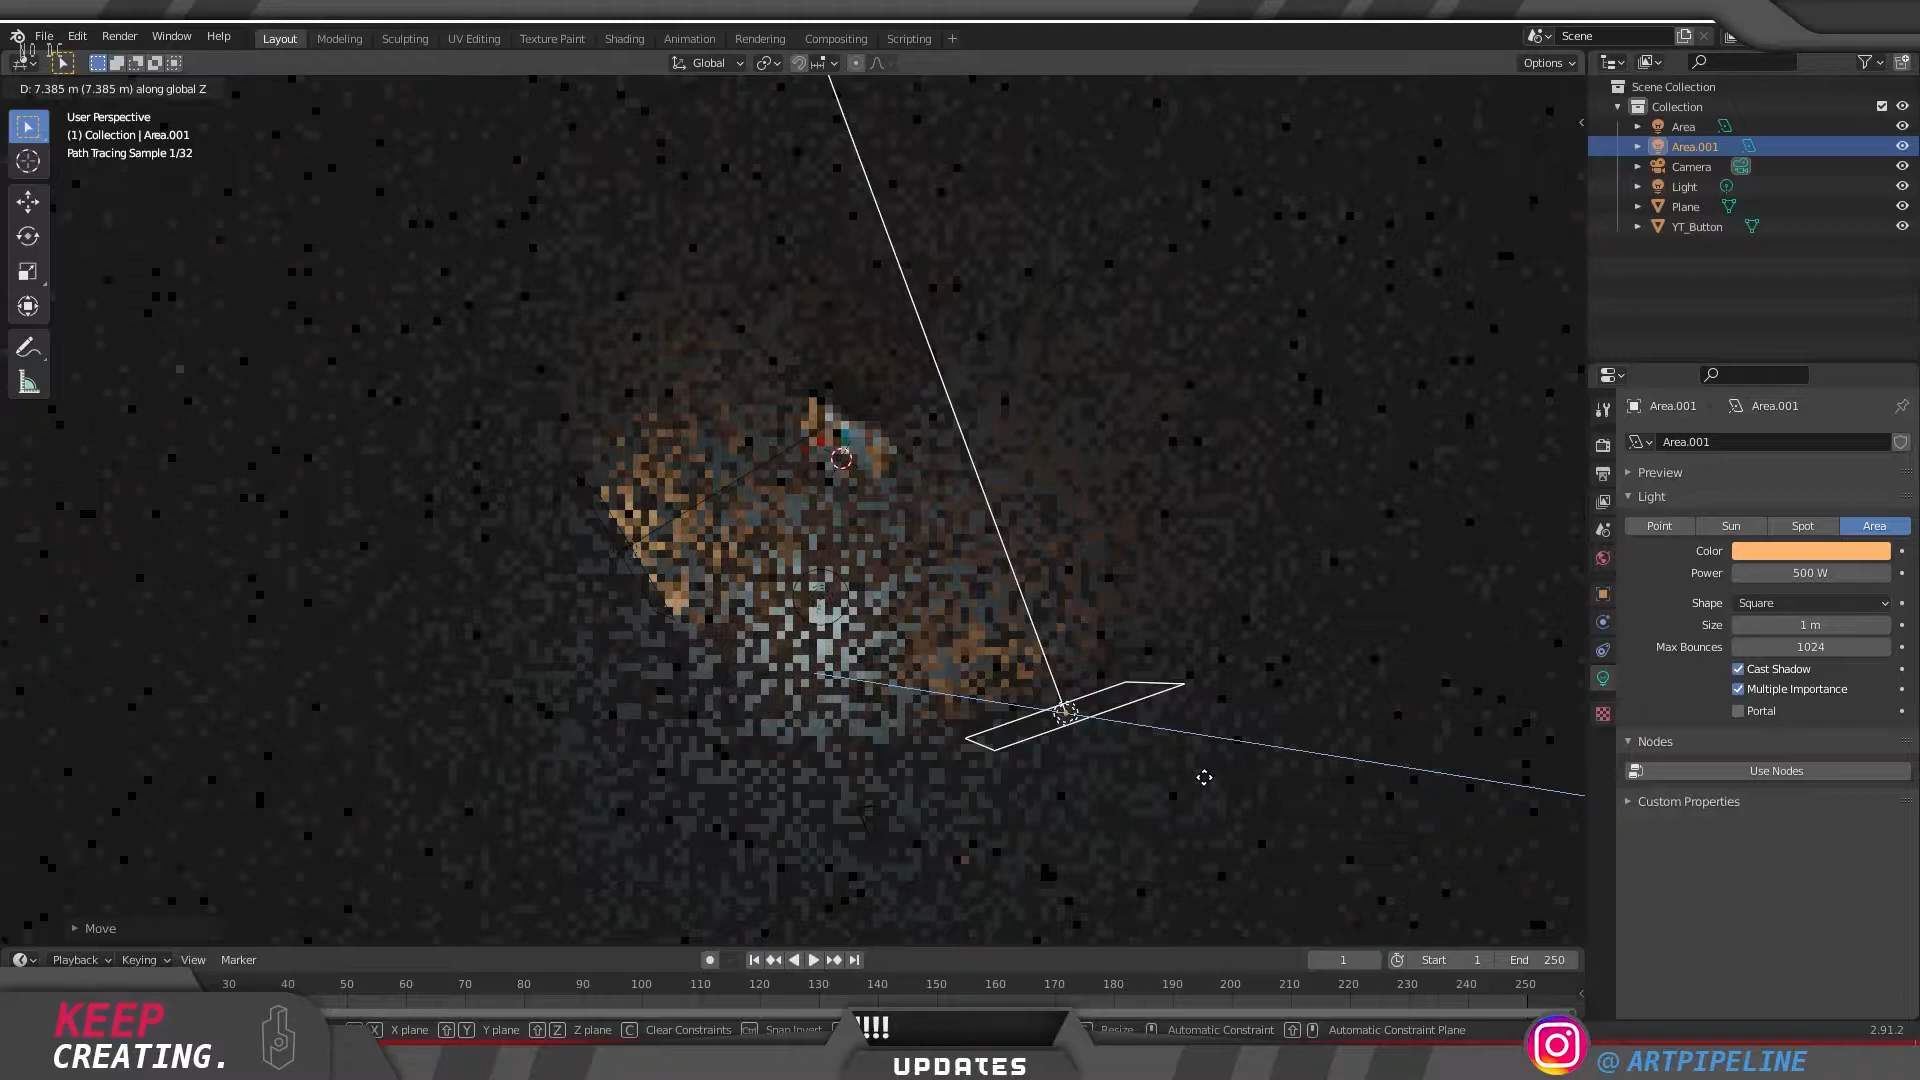 File Edit Render Window Help
Layout Modeling Sculpting UV Editing Texture Paint Shading Animation Rendering Compositing Scripting +
Scene
Global
Options
D: 7.385 m (7.385 m) along global Z
User Perspective
(1) Collection | Area.001
Path Tracing Sample 1/32
Scene Collection
Collection
Area
Area.001
Camera
Light
Plane
YT_Button
Area.001 Area.001
Area.001
Preview
Light
Point Sun Spot Area
Color
Power 500 W
Shape Square
Size 1 m
Max Bounces 1024
Cast Shadow
Multiple Importance
Portal
Nodes
Use Nodes
Custom Properties
Move
Playback Keying View Marker
1 Start 1 End 250
30 40 50 60 70 80 90 100 110 120 130 140 150 160 170 180 190 200 210 220 230 240 250
X X plane Y Y plane Z Z plane C Clear Constraints Ctrl Snap Invert Resize Automatic Constraint Automatic Constraint Plane 2.91.2
KEEP
CREATING.
!!!!
UPDATES
@ ARTPIPELINE